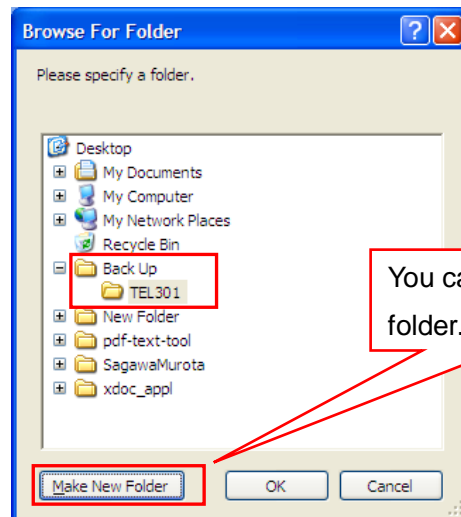 Browse For Folder
Please specify a folder.
Desktop
My Documents
My Computer
My Network Places
Recycle Bin
Back Up
TEL301
New Folder
pdf-text-tool
SagawaMurota
xdoc_appl
You
folder.
Make New Folder
OK
Cancel